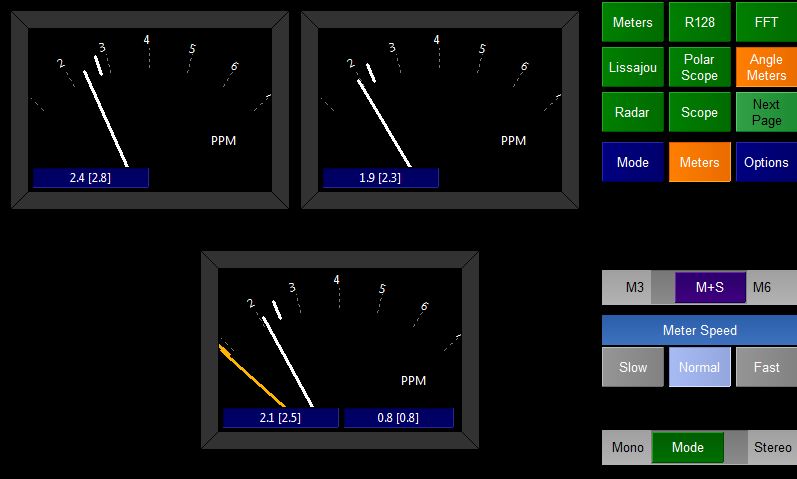 2 3 4 5 6
PPM
2.4 [2.8]
2 3 4 5 6
PPM
1.9 [2.3]
2 3 4 5 6
PPM
2.1 [2.5] 0.8 [0.8]
Meters R128 FFT
Lissajou
Polar
Scope
Angle
Meters
Radar Scope
Next
Page
Mode Meters Options
M3 M+S M6
Meter Speed
Slow Normal Fast
Mono Mode Stereo